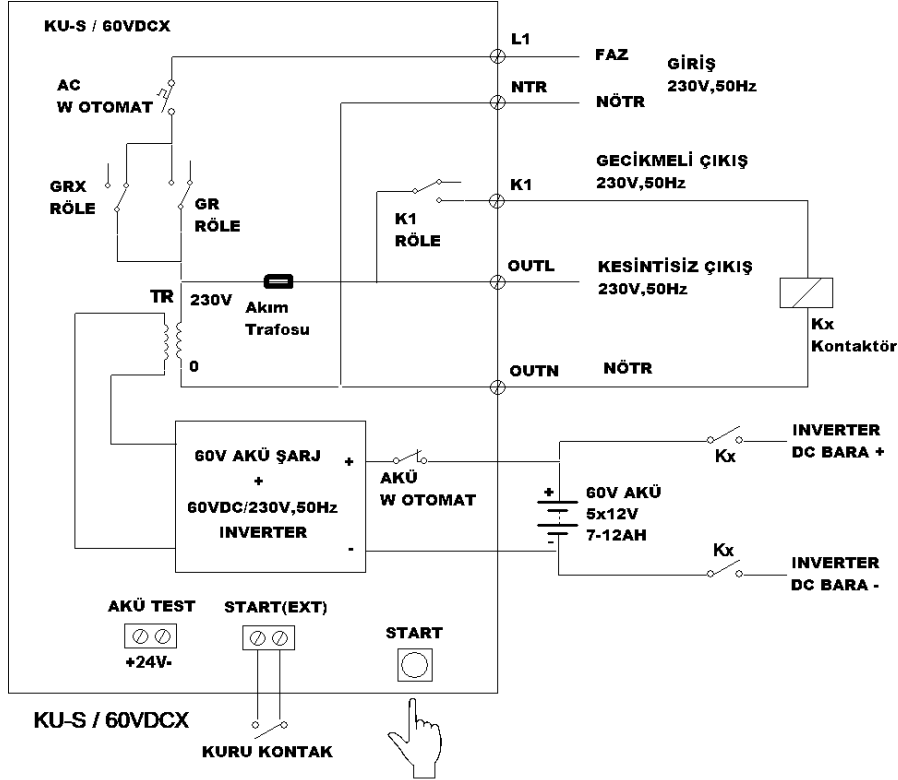 KU-S / 60VDCX
L1
FAZ
GİRİŞ
230V,50Hz
AC
W OTOMAT
NTR
NÖTR
GRX
RÖLE
GR
RÖLE
K1
RÖLE
K1
GECİKMELİ ÇIKIŞ
230V,50Hz
TR
230V
0
Akım
Trafosu
OUTL
KESİNTİSİZ ÇIKIŞ
230V,50Hz
Kx
Kontaktör
OUTN
NÖTR
60V AKÜ ŞARJ
+
60VDC/230V,50Hz
INVERTER
+
-
AKÜ
W OTOMAT
+
-
60V AKÜ
5x12V
7-12AH
Kx
INVERTER
DC BARA +
Kx
INVERTER
DC BARA -
AKÜ TEST
+24V-
START(EXT)
START
KU-S / 60VDCX
KURU KONTAK